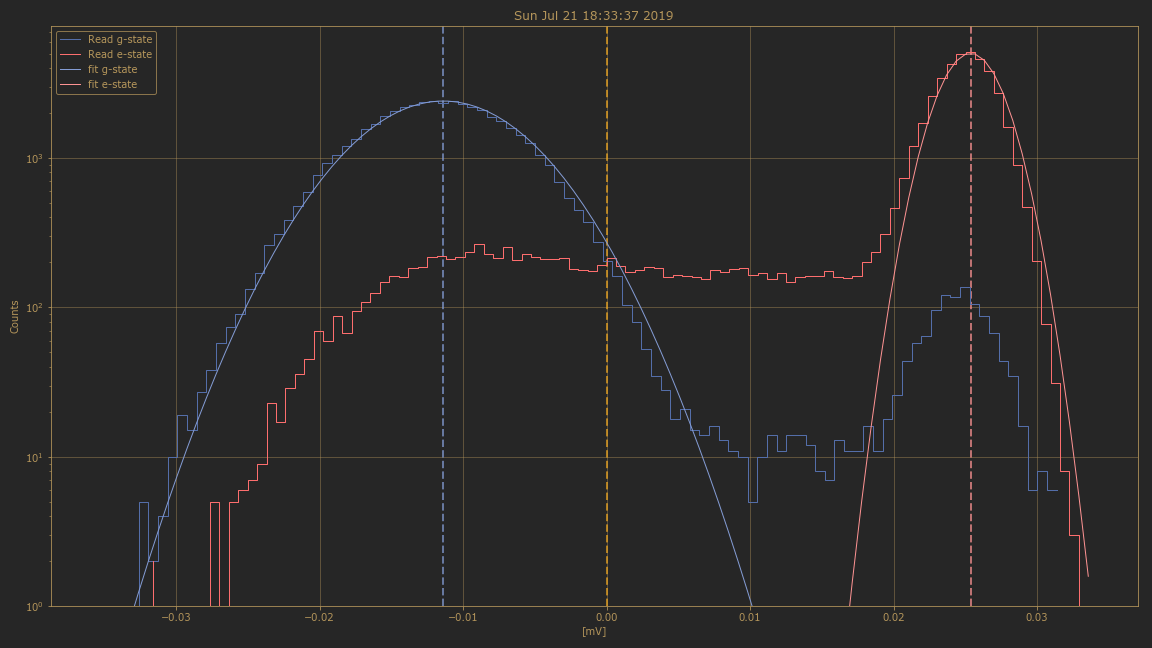 Sun Jul 21 18:33:37 2019
Read g-state
Read e-state
fit g-state
fit e-state
10³
10²
10¹
10⁰
Counts
−0.03 −0.02 −0.01 0.00 0.01 0.02 0.03
[mV]